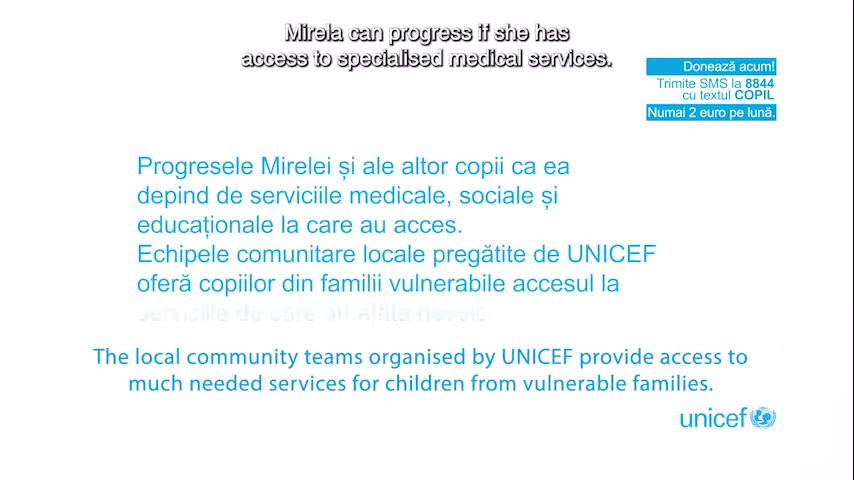 Mirela can progress if she has
access to specialised medical services.
Donează acum!
Trimite SMS la 8844
cu textul COPIL
Numai 2 euro pe lună.
Progresele Mirelei și ale altor copii ca ea
depind de serviciile medicale, sociale și
educaționale la care au acces.
Echipele comunitare locale pregătite de UNICEF
oferă copiilor din familii vulnerabile accesul la
serviciile de care au
The local community teams organised by UNICEF provide access to
much needed services for children from vulnerable families.
unicef